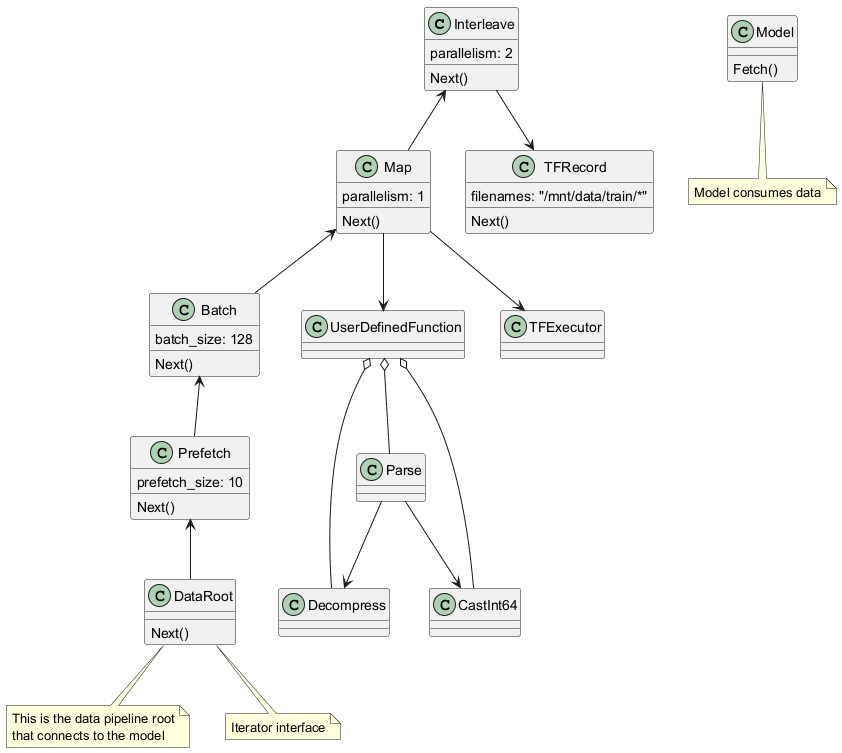 C Interleave
parallelism: 2
Next()
C Model
Fetch()
C Map
parallelism: 1
Next()
C TFRecord
filenames: "/mnt/data/train/*"
Next()
Model consumes data
C Batch
batch_size: 128
Next()
C UserDefinedFunction
C TFExecutor
C Prefetch
prefetch_size: 10
Next()
C Parse
C DataRoot
Next()
C Decompress
C CastInt64
This is the data pipeline root
that connects to the model
Iterator interface